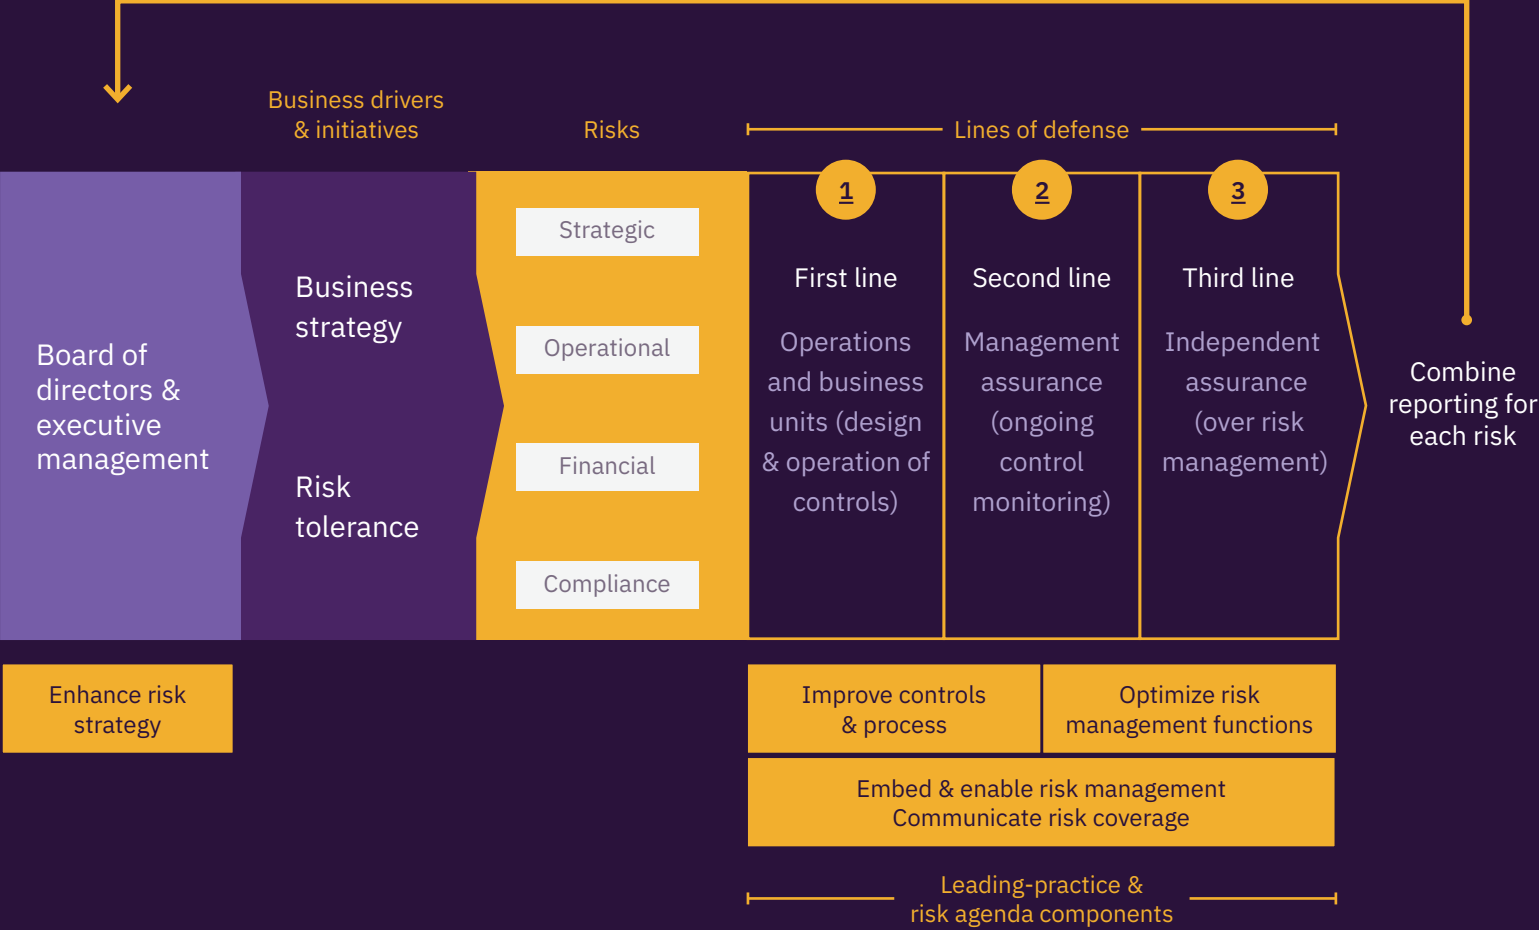 Business drivers
& initiatives
Risks
Lines of defense
Board of
directors &
executive
management
Business
strategy
Risk
tolerance
Strategic
Operational
Financial
Compliance
1
First line
Operations
and business
units (design
& operation of
controls)
2
Second line
Management
assurance
(ongoing
control
monitoring)
3
Third line
Independent
assurance
(over risk
management)
Combine
reporting for
each risk
Enhance risk
strategy
Improve controls
& process
Optimize risk
management functions
Embed & enable risk management
Communicate risk coverage
Leading-practice &
risk agenda components